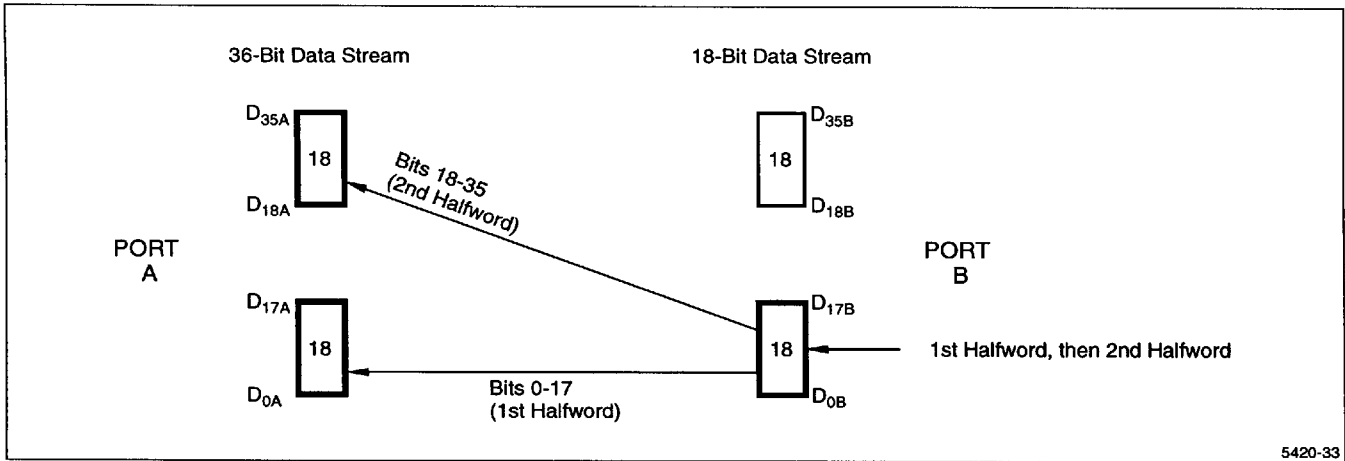 36-Bit Data Stream
18-Bit Data Stream
D35A
18
D18A
Bits 18-35
(2nd Halfword)
D35B
18
D18B
PORT
A
PORT
B
D17A
18
D0A
Bits 0-17
(1st Halfword)
D17B
18
D0B
1st Halfword, then 2nd Halfword
5420-33